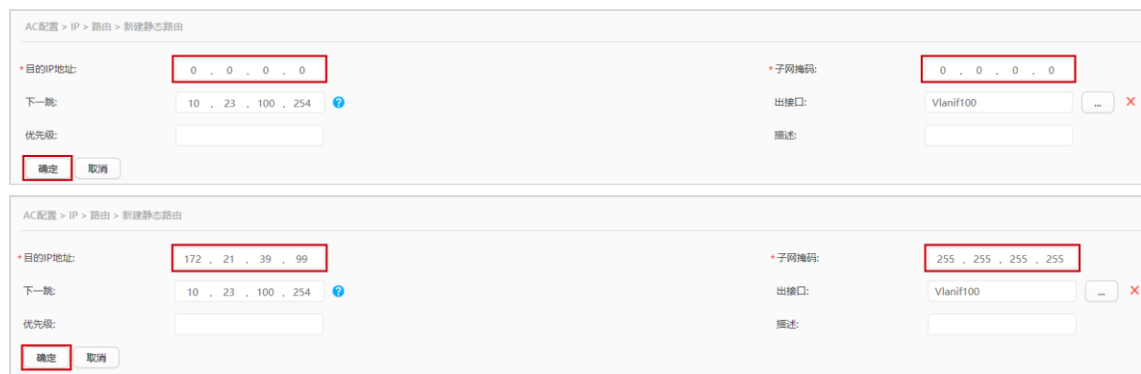 AC配置 > IP > 路由 > 新建静态路由
*目的IP地址: 0 . 0 . 0 . 0 *子网掩码: 0 . 0 . 0 . 0
下一跳: 10 . 23 . 100 . 254 ? 出接口: Vlanif100 ... ×
优先级: 描述:
确定 取消
AC配置 > IP > 路由 > 新建静态路由
*目的IP地址: 172 . 21 . 39 . 99 *子网掩码: 255 . 255 . 255 . 255
下一跳: 10 . 23 . 100 . 254 ? 出接口: Vlanif100 ... ×
优先级: 描述:
确定 取消